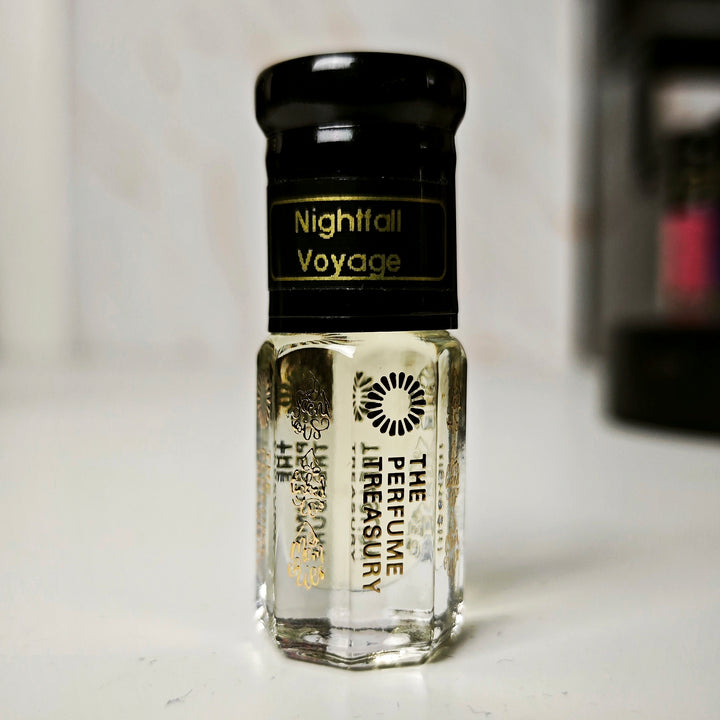 Nightfall
Voyage
THE
PERFUME
TREASURY